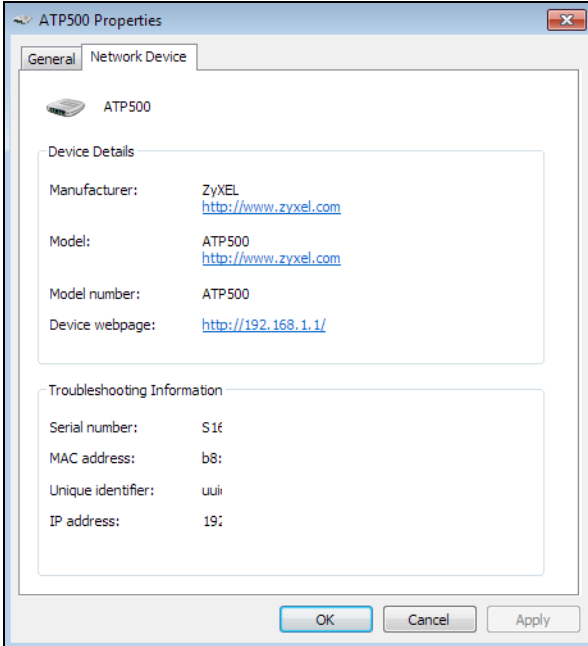 ATP500 Properties
General Network Device
ATP500
Device Details
Manufacturer: ZyXEL
http://www.zyxel.com
Model: ATP500
http://www.zyxel.com
Model number: ATP500
Device webpage: http://192.168.1.1/
Troubleshooting Information
Serial number: S16
MAC address: b8:
Unique identifier:
IP address: 192
OK Cancel Apply